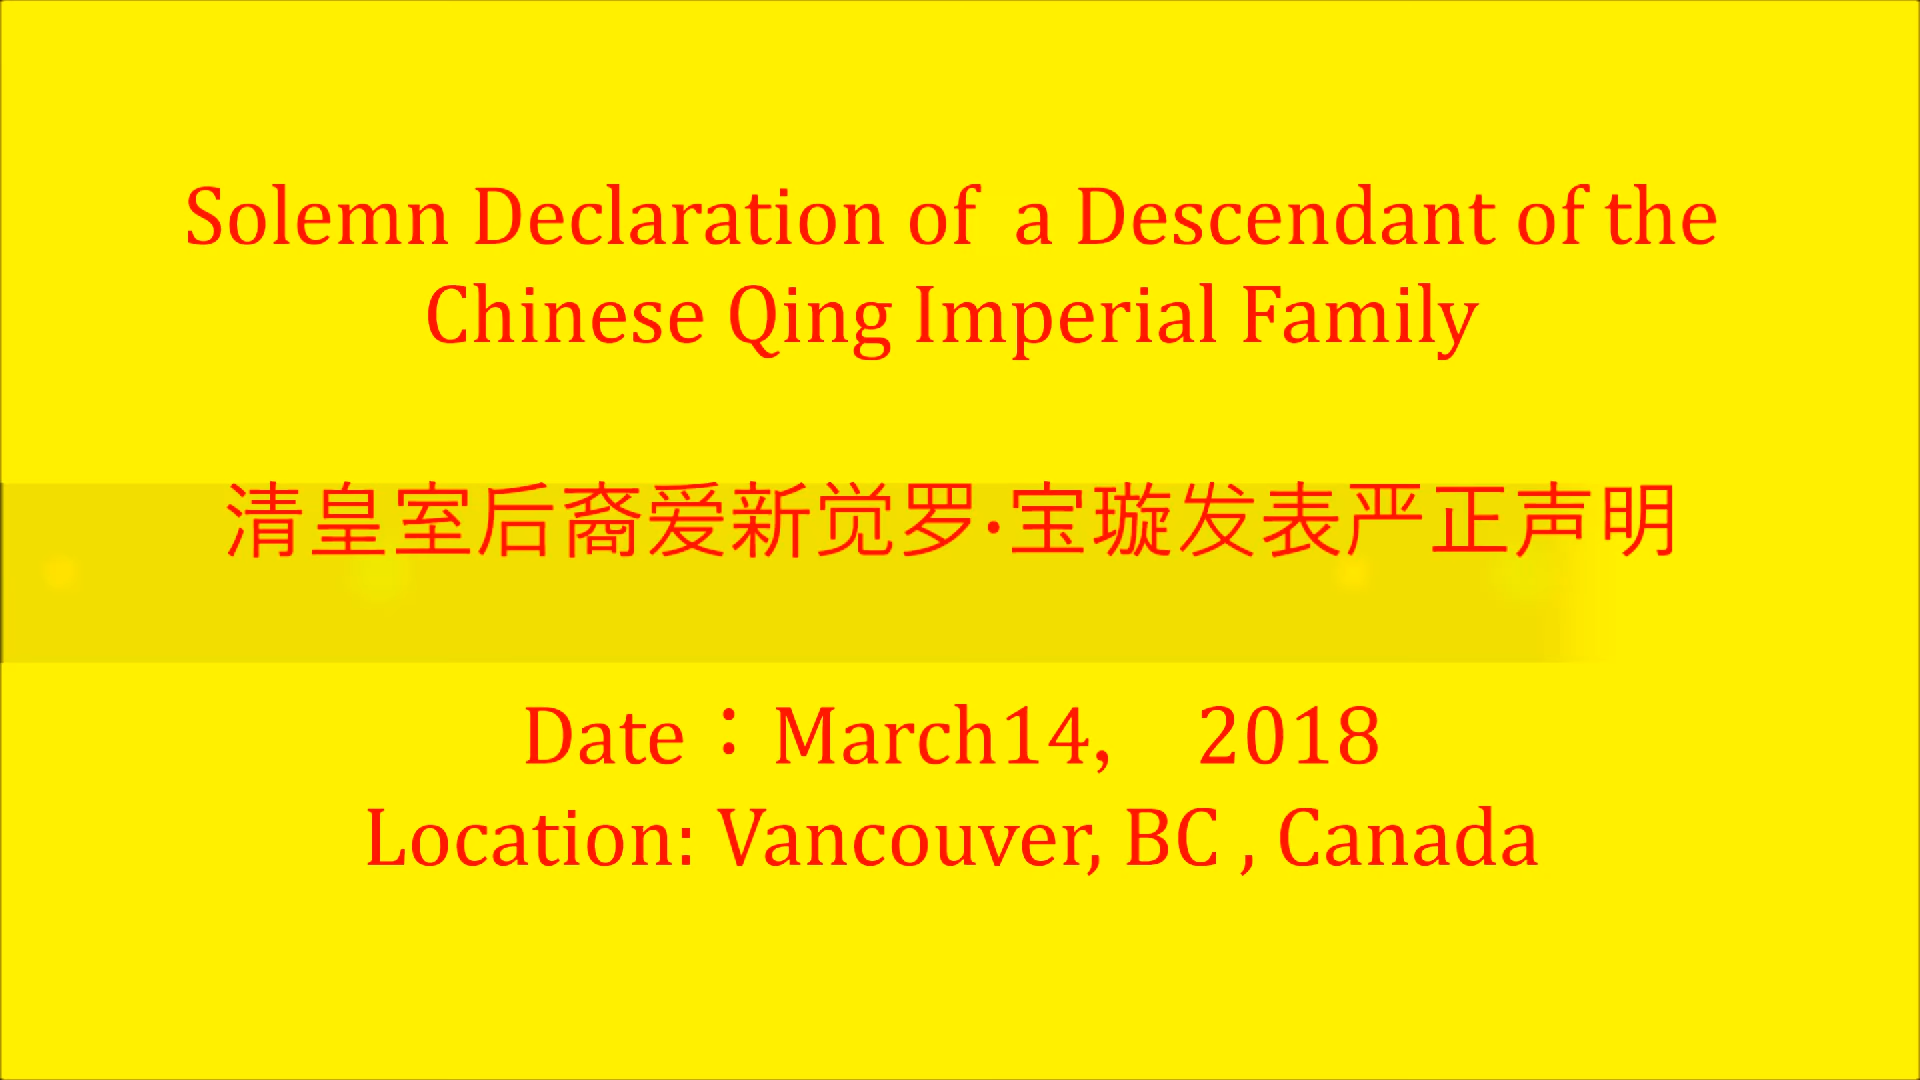 Solemn Declaration of  a Descendant of the
Chinese Qing Imperial Family
清皇室后裔爱新觉罗·宝璇发表严正声明
Date：March14,   2018
Location: Vancouver, BC , Canada